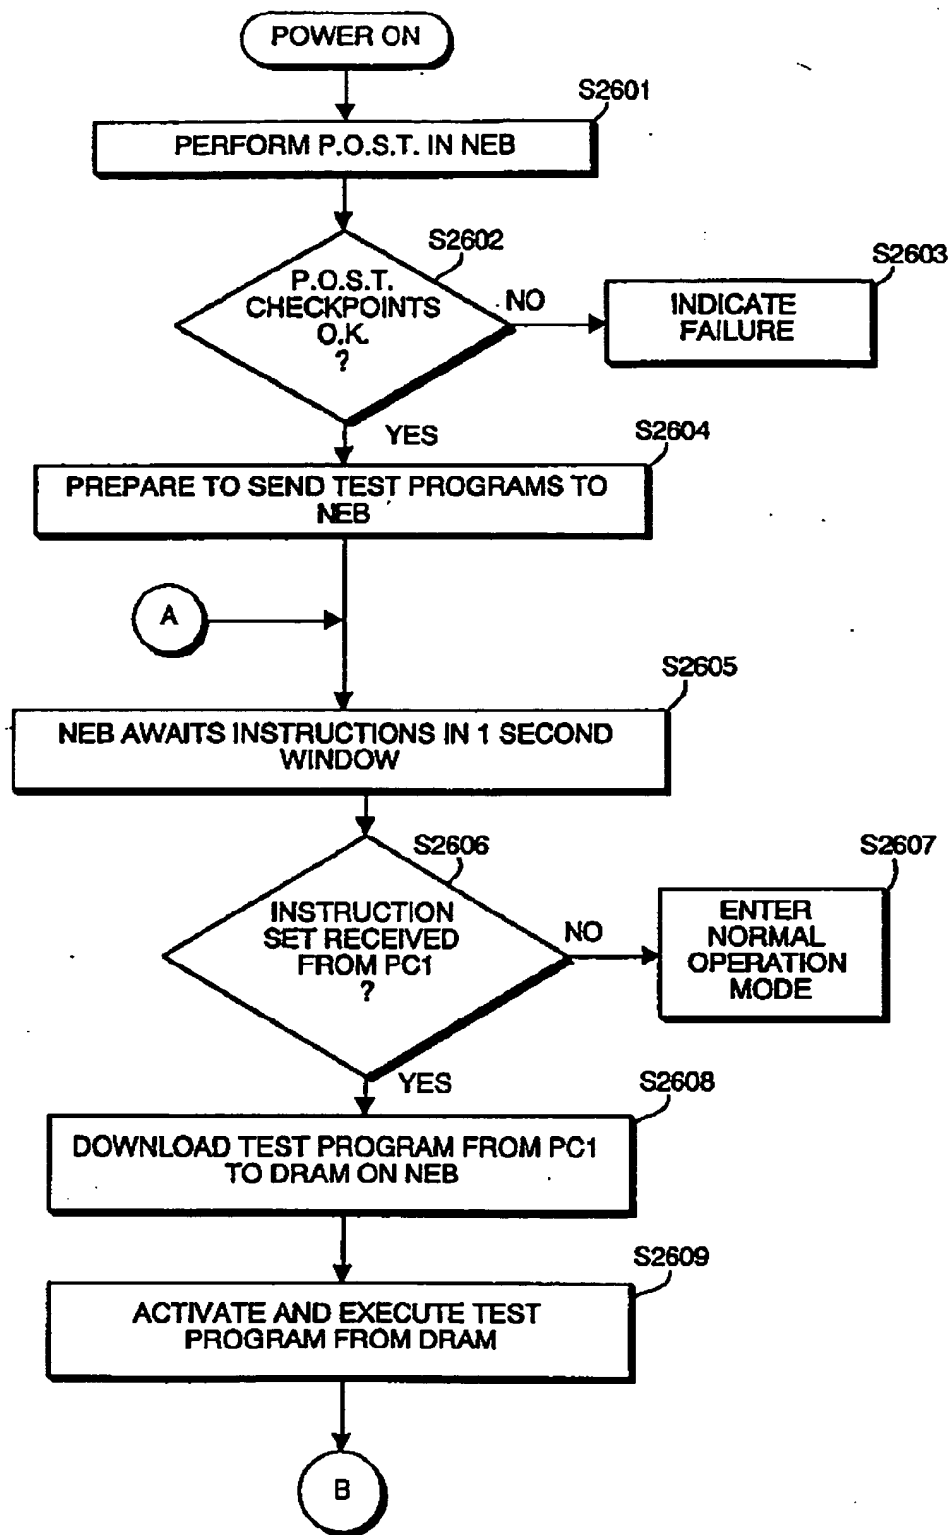 POWER ON
S2601
PERFORM P.O.S.T. IN NEB
S2602
P.O.S.T.
CHECKPOINTS
O.K.
?
NO
S2603
INDICATE
FAILURE
YES
S2604
PREPARE TO SEND TEST PROGRAMS TO
NEB
A
S2605
NEB AWAITS INSTRUCTIONS IN 1 SECOND
WINDOW
S2606
INSTRUCTION
SET RECEIVED
FROM PC1
?
NO
S2607
ENTER
NORMAL
OPERATION
MODE
YES
S2608
DOWNLOAD TEST PROGRAM FROM PC1
TO DRAM ON NEB
S2609
ACTIVATE AND EXECUTE TEST
PROGRAM FROM DRAM
B